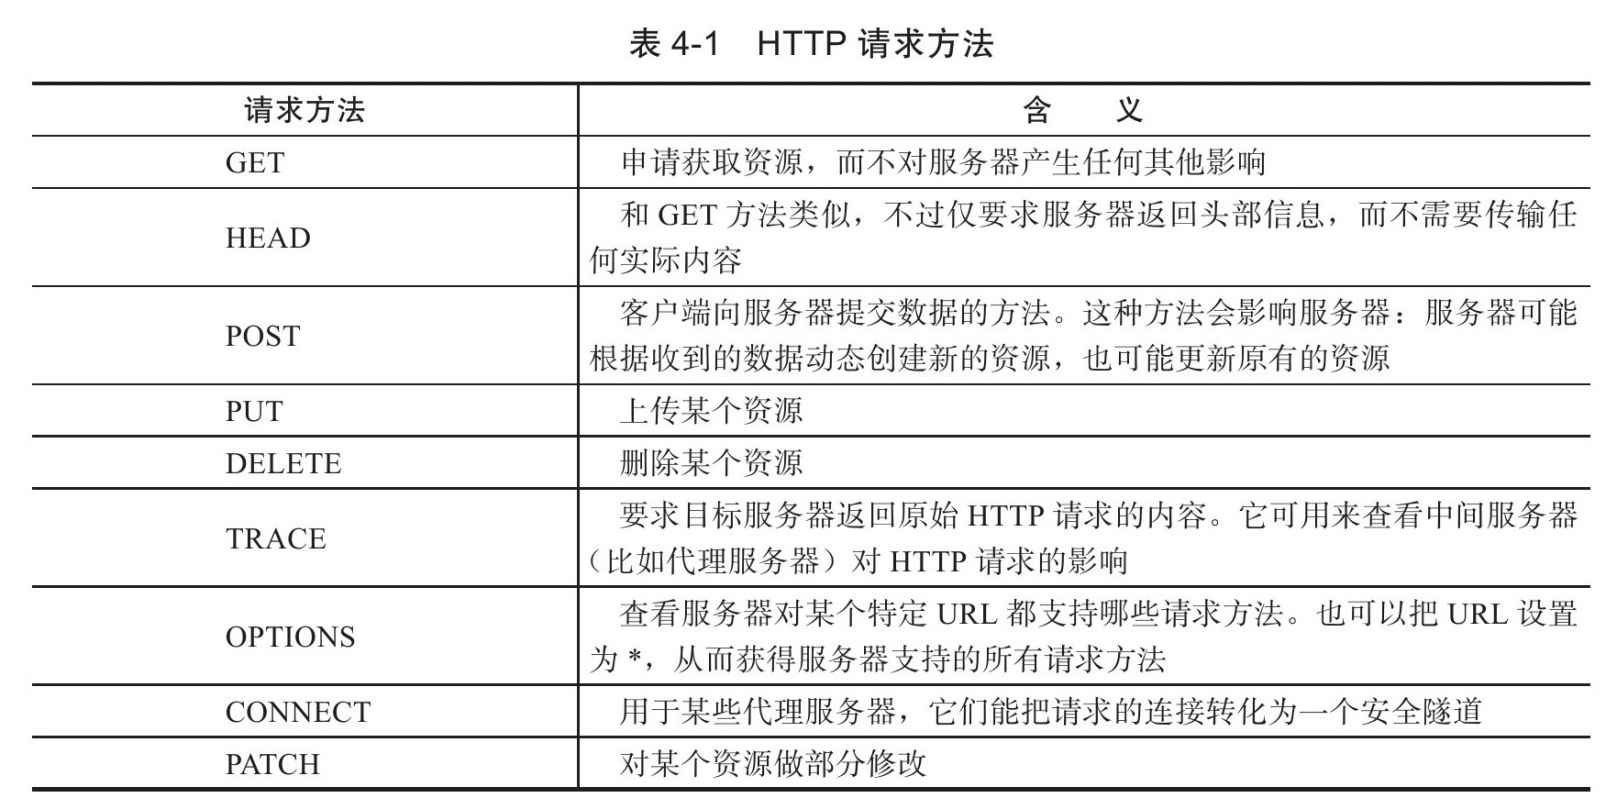 表 4-1 HTTP 请求方法
请求方法 含 义
GET 申请获取资源，而不对服务器产生任何其他影响
HEAD 和 GET 方法类似，不过仅要求服务器返回头部信息，而不需要传输任
何实际内容
POST 客户端向服务器提交数据的方法。这种方法会影响服务器：服务器可能
根据收到的数据动态创建新的资源，也可能更新原有的资源
PUT 上传某个资源
DELETE 删除某个资源
TRACE 要求目标服务器返回原始 HTTP 请求的内容。它可用来查看中间服务器
（比如代理服务器）对 HTTP 请求的影响
OPTIONS 查看服务器对某个特定 URL 都支持哪些请求方法。也可以把 URL 设置
为 *，从而获得服务器支持的所有请求方法
CONNECT 用于某些代理服务器，它们能把请求的连接转化为一个安全隧道
PATCH 对某个资源做部分修改